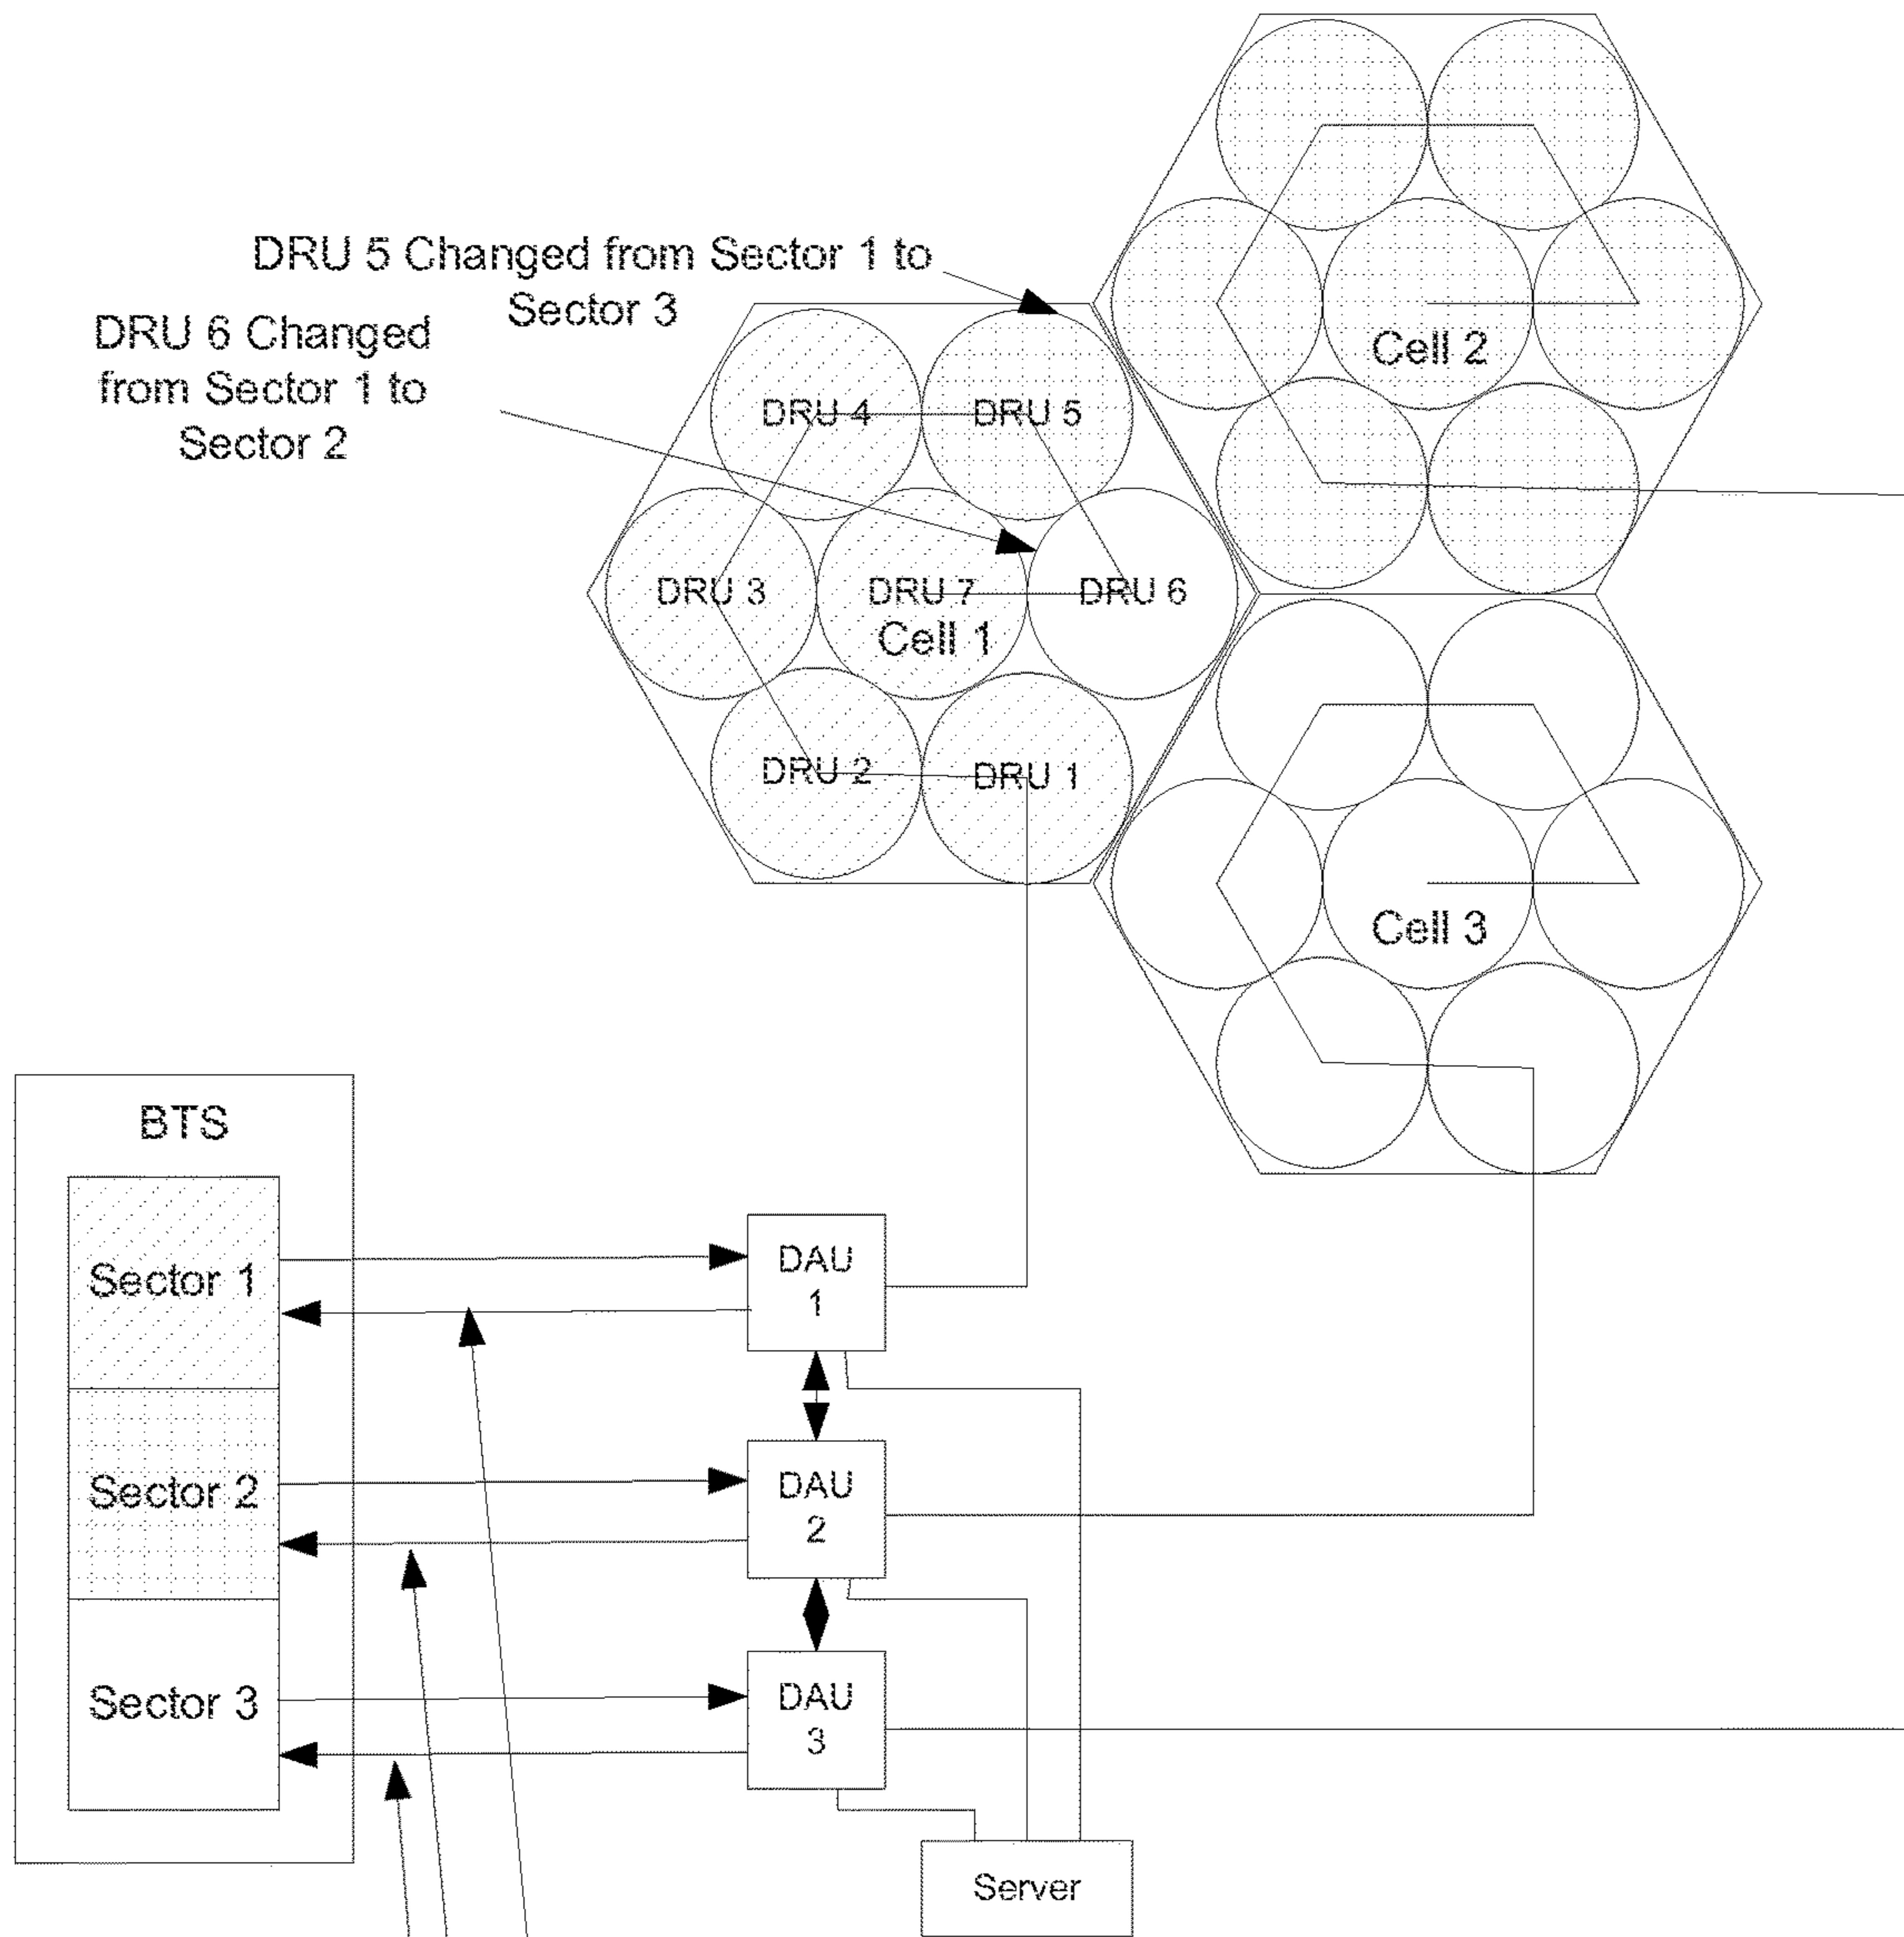 DRU 5 Changed from Sector 1 to
Sector 3
DRU 6 Changed
from Sector 1 to
Sector 2
Cell 2
DRU 4
DRU 5
DRU 3
DRU 7
DRU 6
Cell 1
DRU 2
DRU 1
Cell 3
BTS
Sector 1
DAU
1
Sector 2
DAU
2
Sector 3
DAU
3
Server